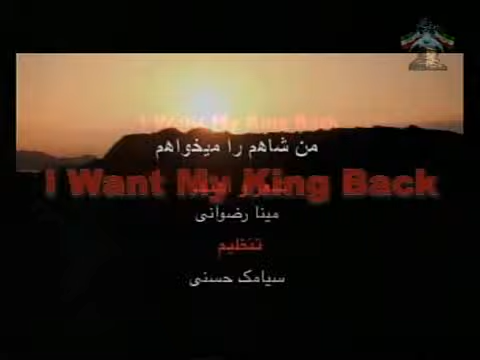 I Want My King Back
من شاهم را میخواهم
I Want My King Back
مینا رضوانی
تنظیم
سیامک حسنی